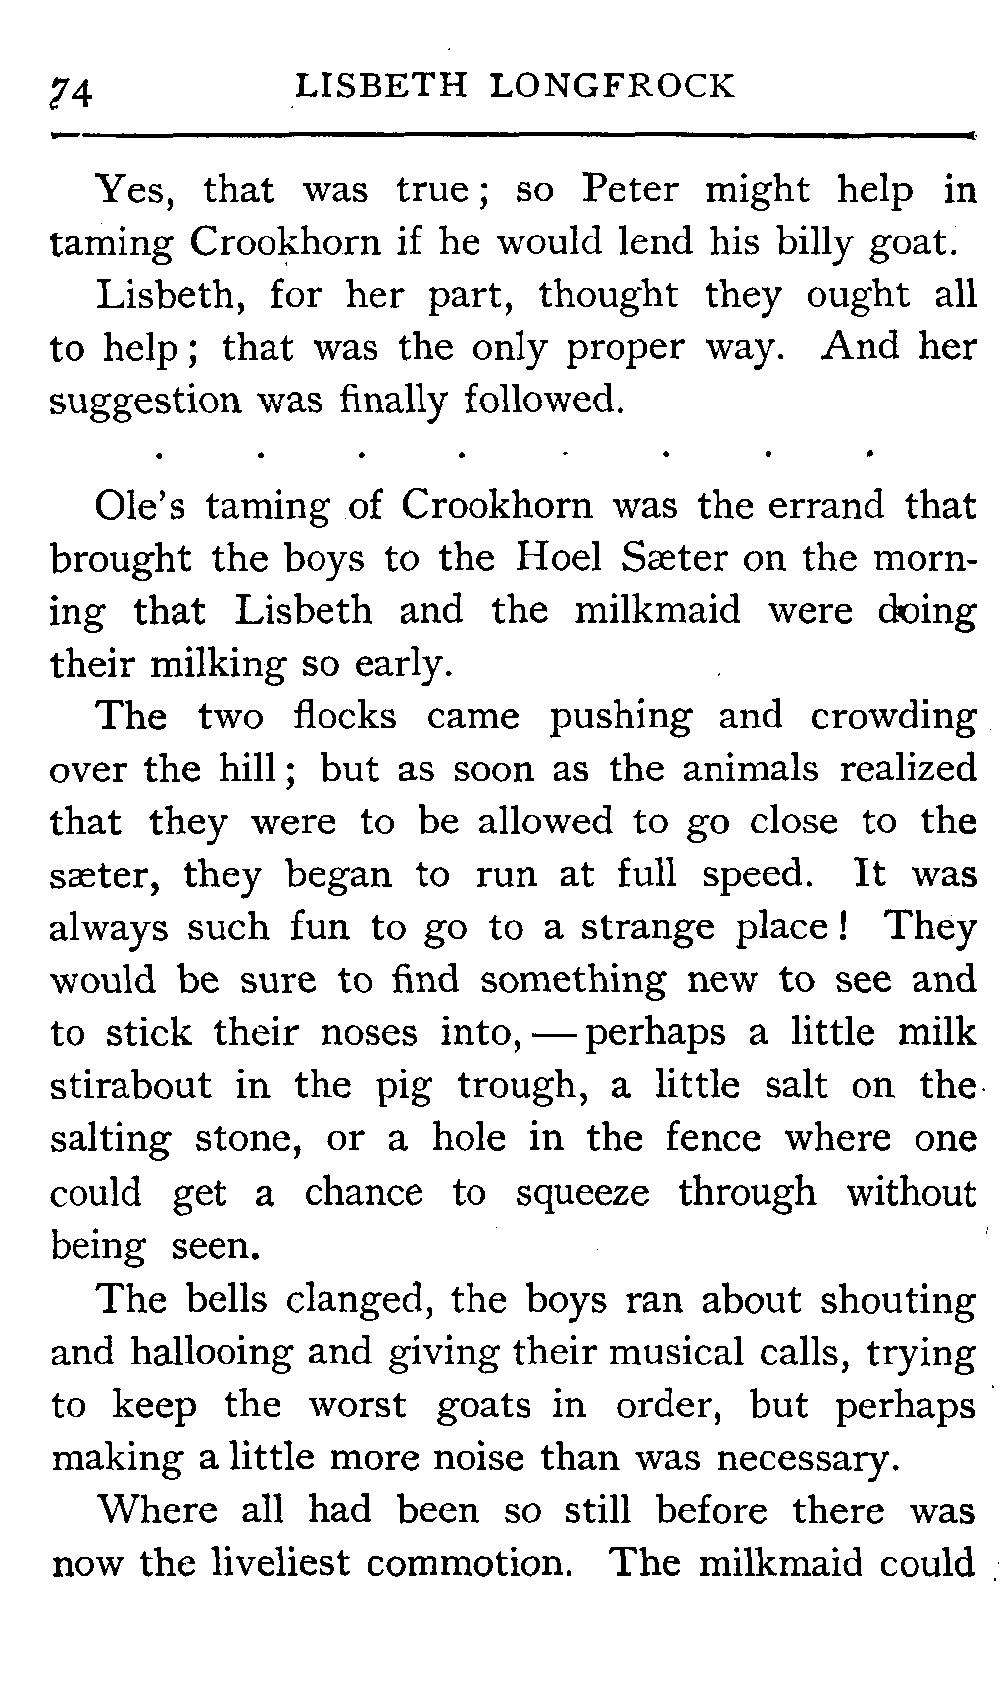 74 LISBETH LONGFROCK
Yes, that was true; so Peter might help in
taming Crookhorn if he would lend his billy goat.
Lisbeth, for her part, thought they ought all
to help; that was the only proper way. And her
suggestion was finally followed.
. . . . . . . .
Ole's taming of Crookhorn was the errand that
brought the boys to the Hoel Sæter on the morn-
ing that Lisbeth and the milkmaid were doing
their milking so early.
The two flocks came pushing and crowding
over the hill; but as soon as the animals realized
that they were to be allowed to go close to the
sæter, they began to run at full speed. It was
always such fun to go to a strange place! They
would be sure to find something new to see and
to stick their noses into, — perhaps a little milk
stirabout in the pig trough, a little salt on the
salting stone, or a hole in the fence where one
could get a chance to squeeze through without
being seen.
The bells clanged, the boys ran about shouting
and hallooing and giving their musical calls, trying
to keep the worst goats in order, but perhaps
making a little more noise than was necessary.
Where all had been so still before there was
now the liveliest commotion. The milkmaid could